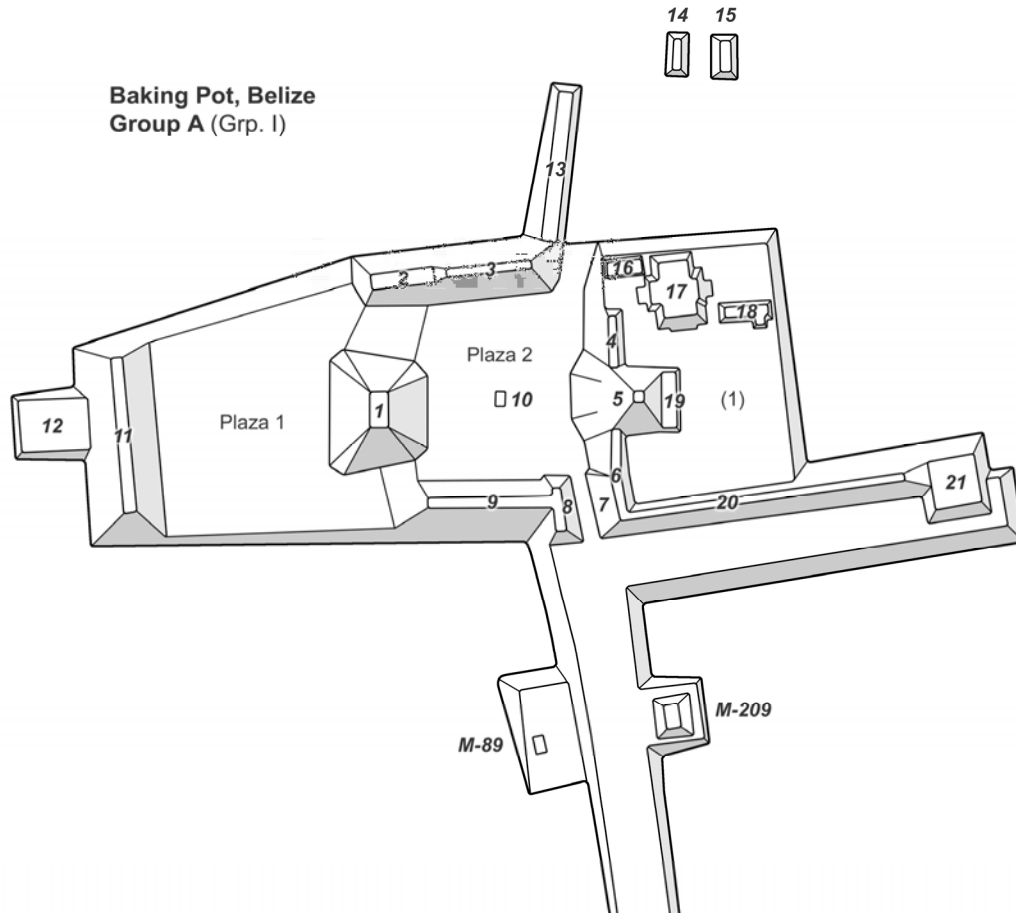 14 15
Baking Pot, Belize
Group A (Grp. I)
13
2 3 16 17
18
4
Plaza 2
1 10 5 19 (1)
12 11 Plaza 1
6
9 8 7 20 21
M-209
M-89